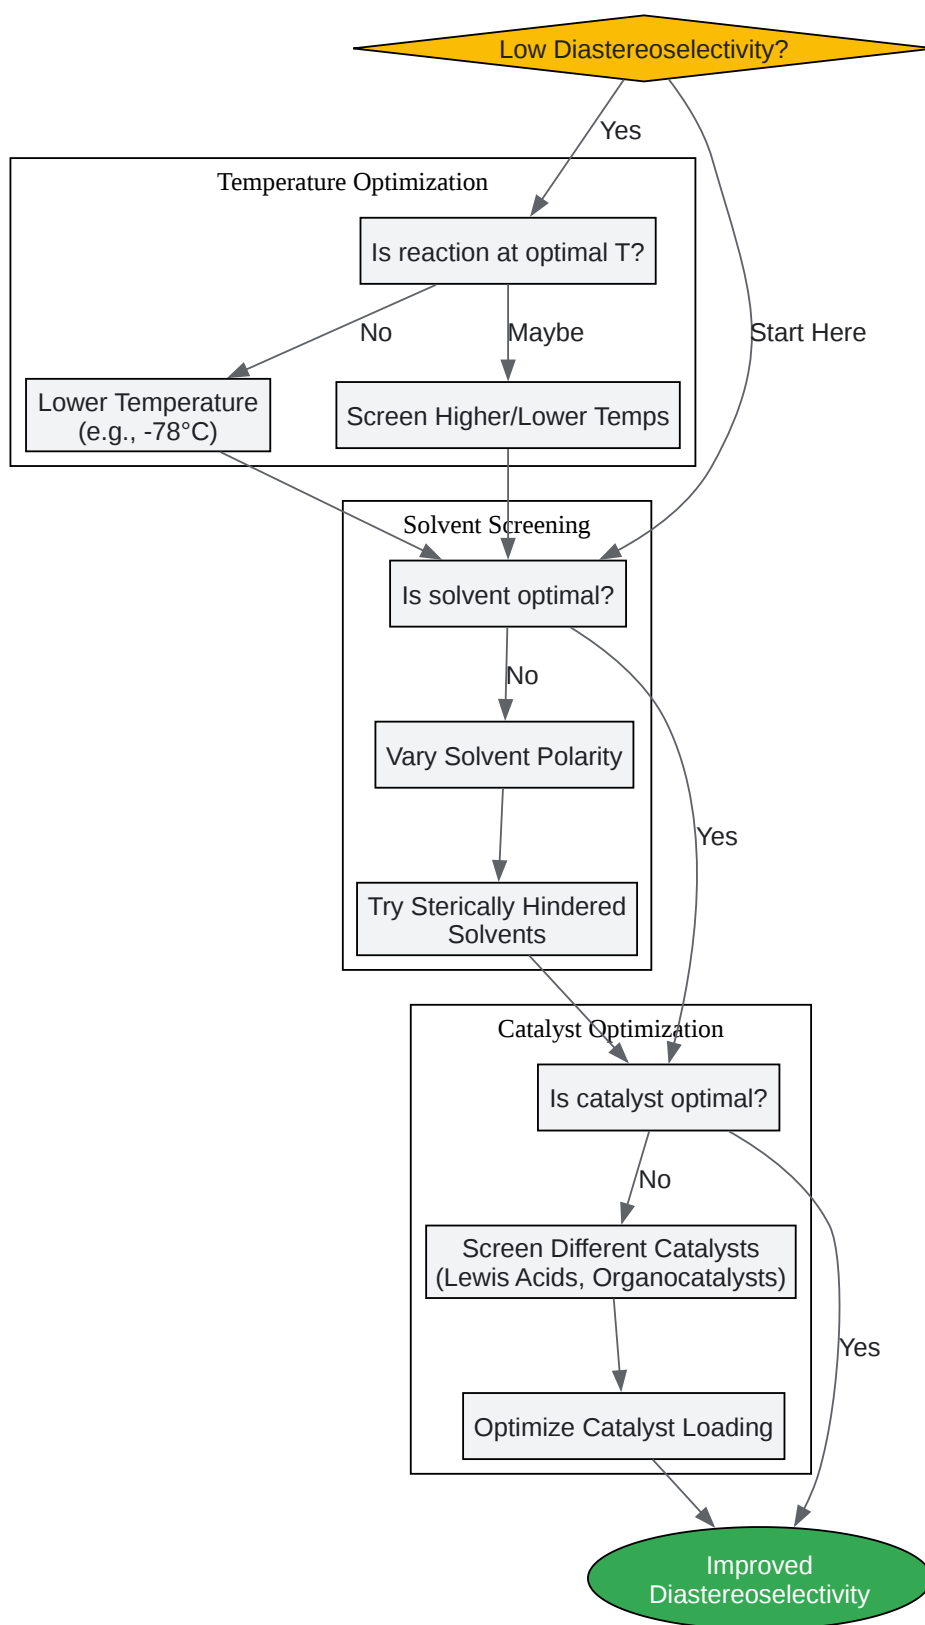 Low Diastereoselectivity?
Yes
Temperature Optimization
Is reaction at optimal T?
No
Maybe
Start Here
Lower Temperature
(e.g., -78°C)
Screen Higher/Lower Temps
Solvent Screening
Is solvent optimal?
No
Vary Solvent Polarity
Yes
Try Sterically Hindered
Solvents
Catalyst Optimization
Is catalyst optimal?
No
Screen Different Catalysts
(Lewis Acids, Organocatalysts)
Yes
Optimize Catalyst Loading
Improved
Diastereoselectivity